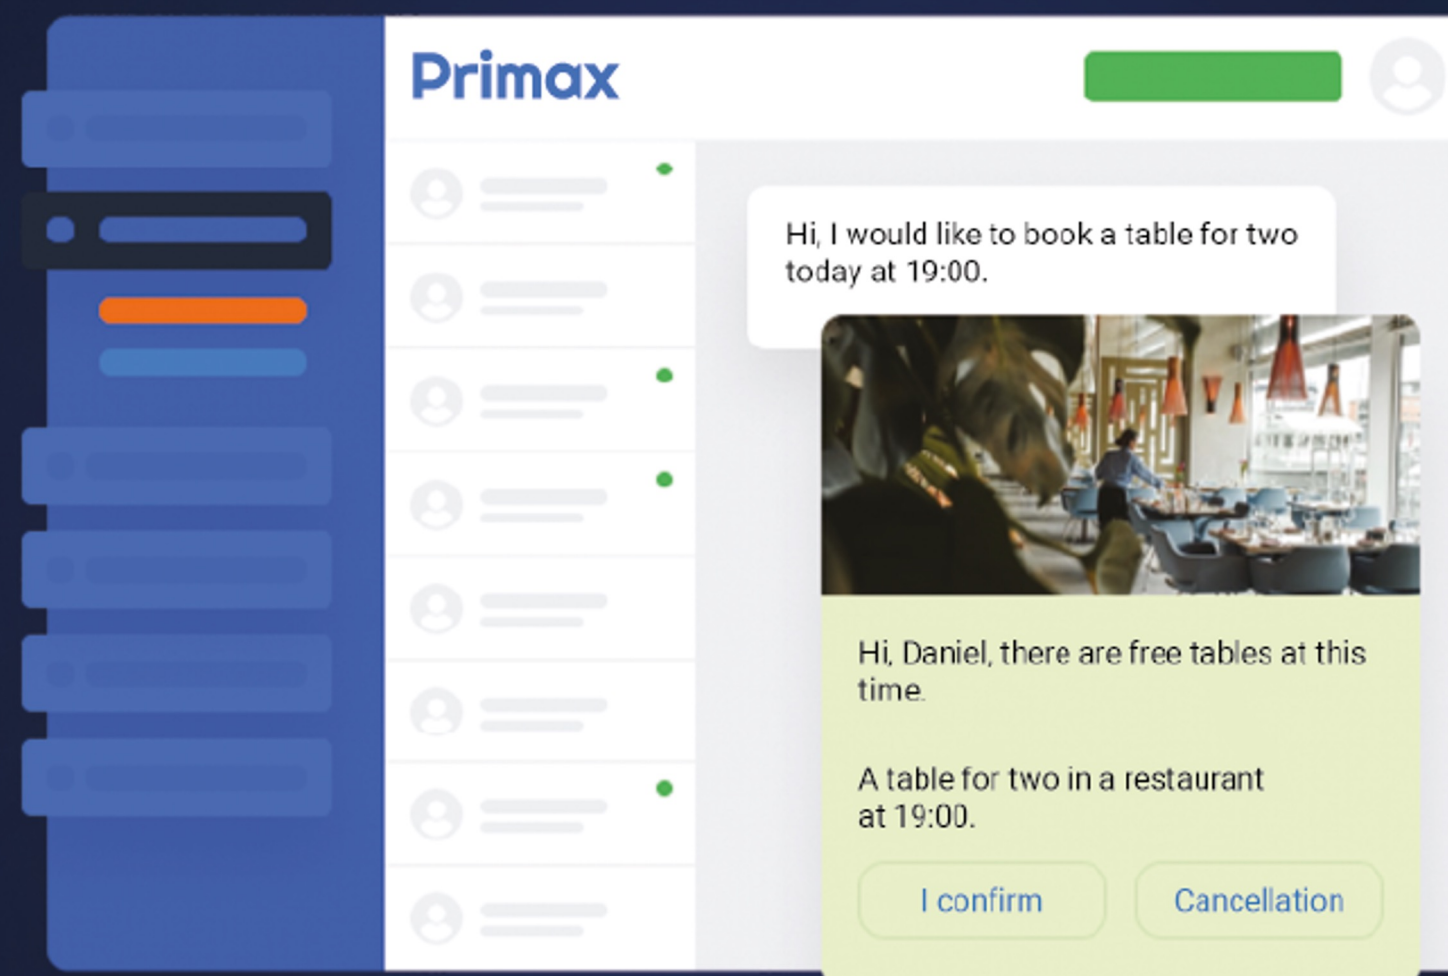 Primax
Hi, I would like to book a table for two
today at 19:00.
Hi, Daniel, there are free tables at this
time.
A table for two in a restaurant
at 19:00.
I confirm
Cancellation